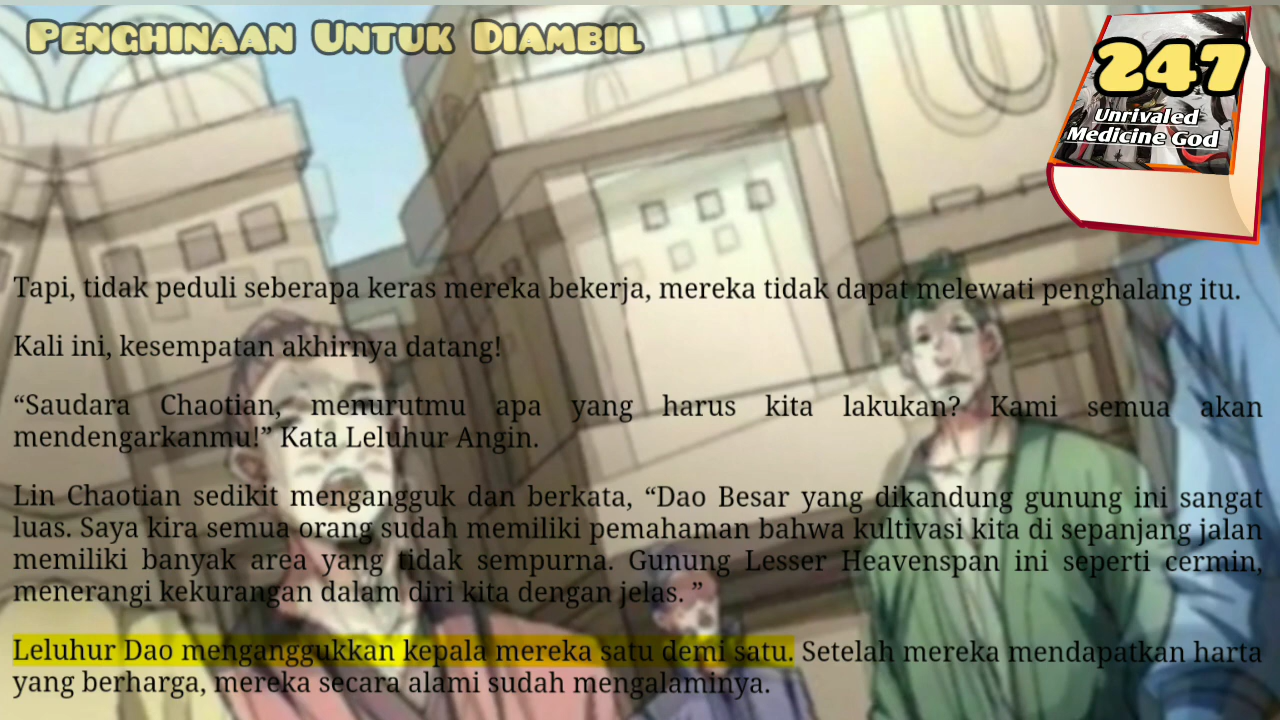 Penghinaan Untuk Diambil
247
Unrivaled
Medicine God
Tapi, tidak peduli seberapa keras mereka bekerja, mereka tidak dapat melewati penghalang itu.
Kali ini, kesempatan akhirnya datang!
“Saudara Chaotian, menurutmu apa yang harus kita lakukan? Kami semua akan
mendengarkanmu!” Kata Leluhur Angin.
Lin Chaotian sedikit mengangguk dan berkata, “Dao Besar yang dikandung gunung ini sangat
luas. Saya kira semua orang sudah memiliki pemahaman bahwa kultivasi kita di sepanjang jalan
memiliki banyak area yang tidak sempurna. Gunung Lesser Heavenspan ini seperti cermin,
menerangi kekurangan dalam diri kita dengan jelas. ”
Leluhur Dao menganggukkan kepala mereka satu demi satu. Setelah mereka mendapatkan harta
yang berharga, mereka secara alami sudah mengalaminya.